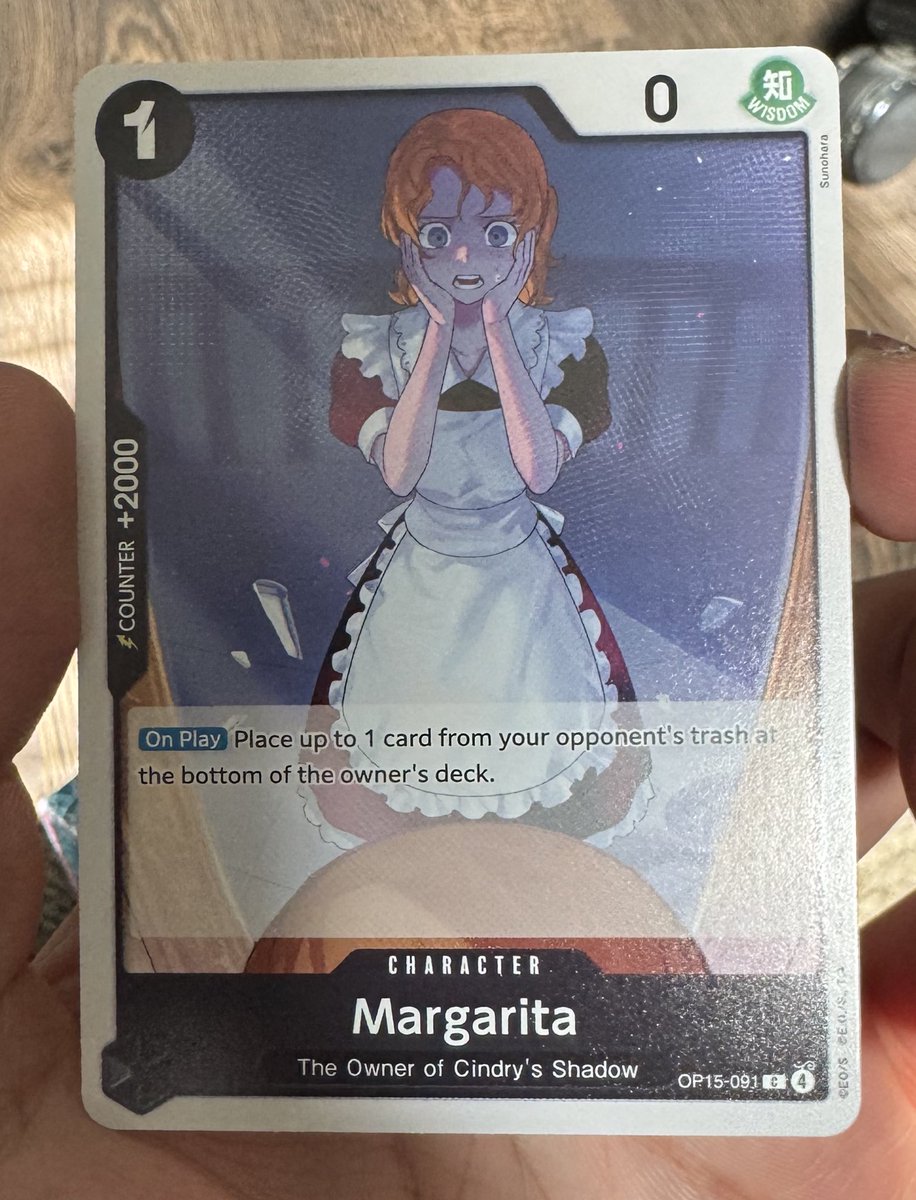 1
0
知
WISDOM
Sunohara
COUNTER +2000
On Play Place up to 1 card from your opponent's trash at
the bottom of the owner's deck.
CHARACTER
Margarita
The Owner of Cindry's Shadow
OP15-091 C 4